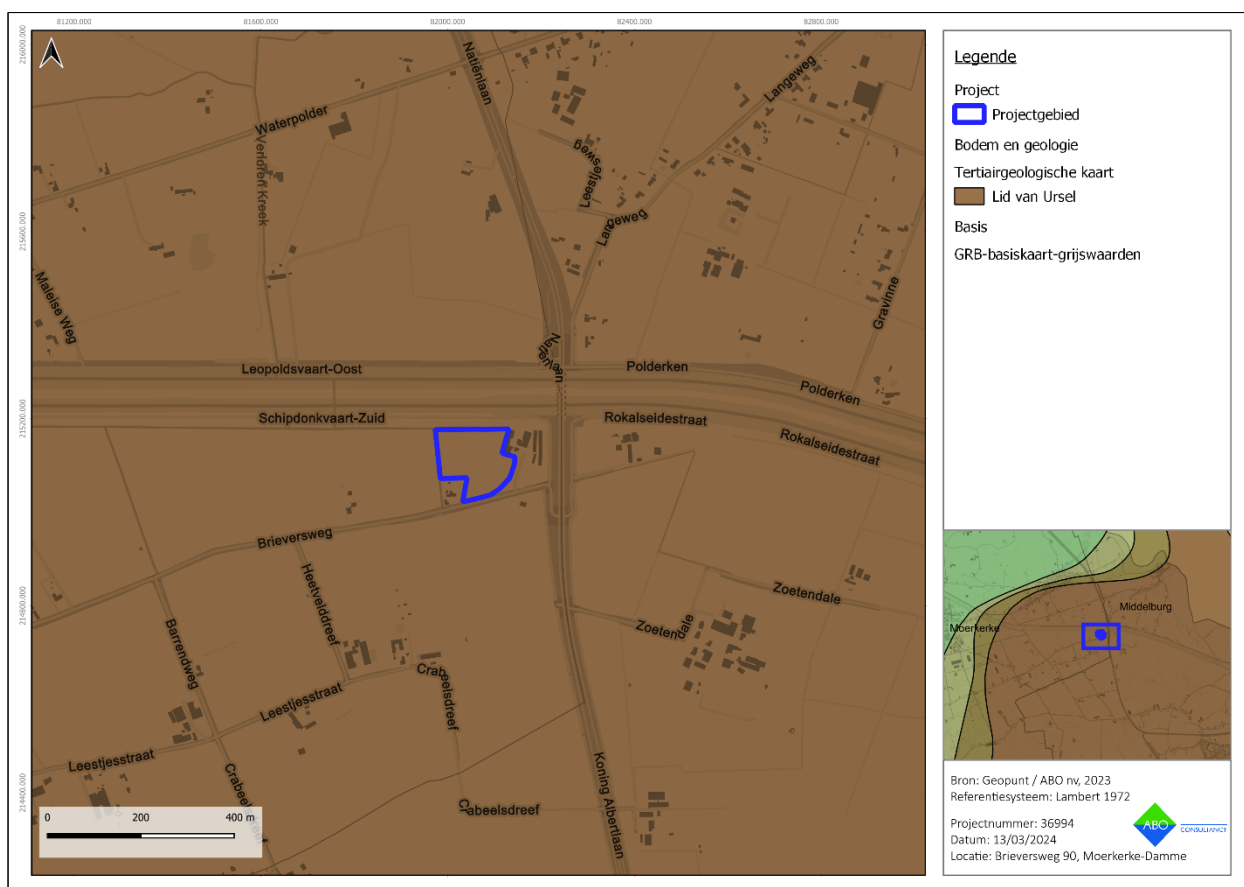 81200.000
81600.000
82000.000
82400.000
82800.000
216000.000
215600.000
215200.000
214800.000
214400.000
Natiënlaan
Langeweg
Waterpolder
Verloren Kreek
Leestjesweg
Langeweg
Maleise Weg
Gravinne
Natiënlaan
Leopoldsvaart-Oost
Polderken
Polderken
Schipdonkvaart-Zuid
Rokalseidestraat
Rokalseidestraat
Brieversweg
Heetvelddreef
Zoetendale
Zoetendale
Barrendweg
Crabeelsdreef
Leestjesstraat
Leestjesstraat
Crabeelsdreef
Crabeelsdreef
Koning Albertlaan
0 200 400 m
Legende
Project
Projectgebied
Bodem en geologie
Tertiairgeologische kaart
Lid van Ursel
Basis
GRB-basiskaart-grijswaarden
Middelburg
Moerkerke
Bron: Geopunt / ABO nv, 2023
Referentiesysteem: Lambert 1972
Projectnummer: 36994
Datum: 13/03/2024
Locatie: Brieversweg 90, Moerkerke-Damme
ABO
CONSULTANCY